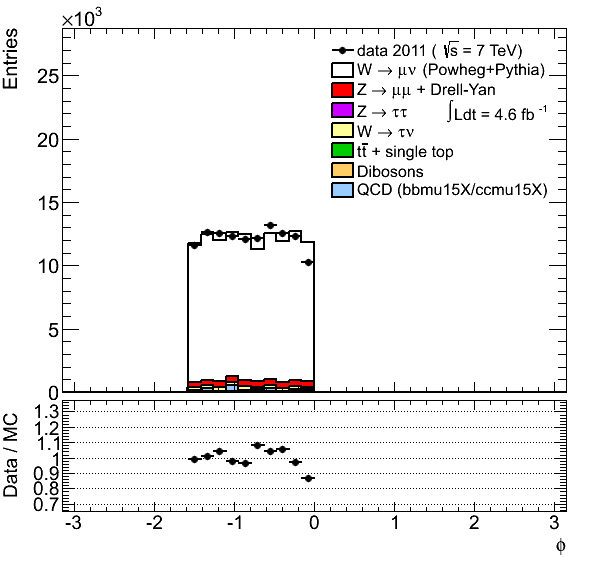 ×10³
Entries
25
20
15
10
5
0
data 2011 ( √s = 7 TeV)
W → μν (Powheg+Pythia)
Z → μμ + Drell-Yan
Z → ττ
∫Ldt = 4.6 fb⁻¹
W → τν
tt̄ + single top
Dibosons
QCD (bbmu15X/ccmu15X)
Data / MC
1.3
1.2
1.1
1
0.9
0.8
0.7
-3 -2 -1 0 1 2 3
ϕ